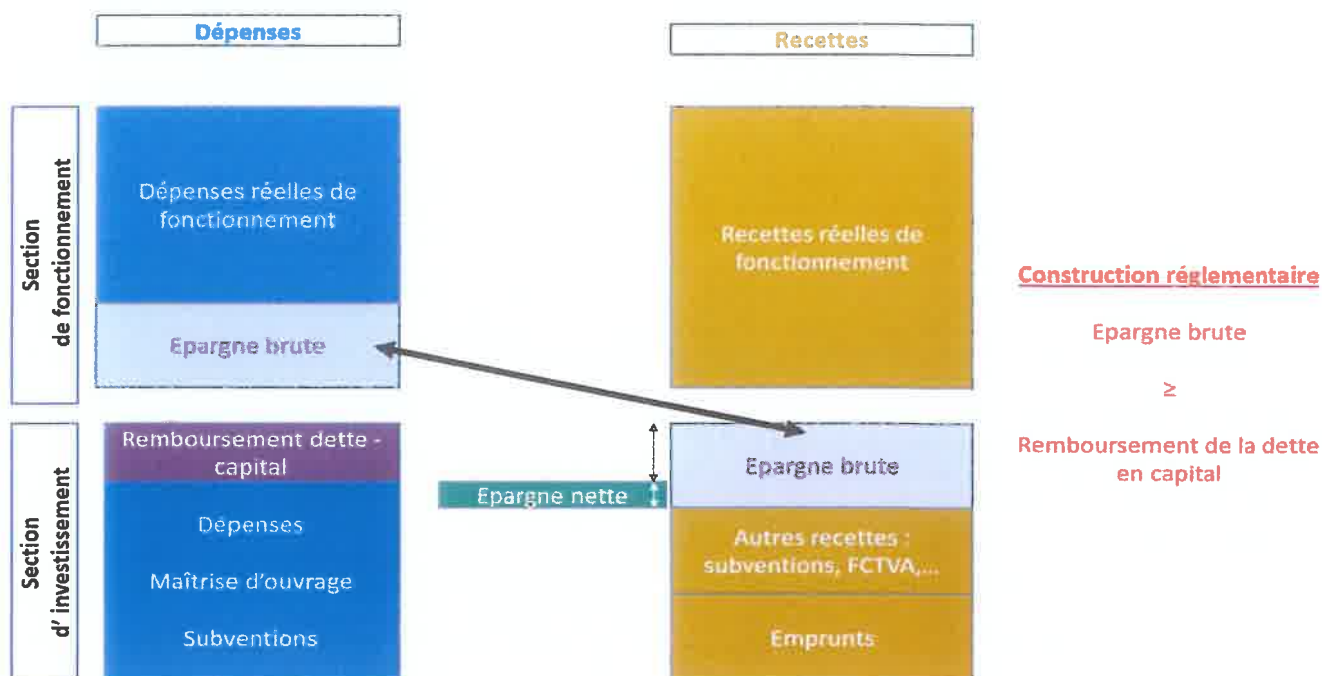 Dépenses
Recettes
Section
de fonctionnement
Dépenses réelles de
fonctionnement
Epargne brute
Recettes réelles de
fonctionnement
Construction réglementaire
Epargne brute
≥
Remboursement de la dette
en capital
Section
d' investissement
Remboursement dette -
capital
Dépenses
Maîtrise d'ouvrage
Subventions
Epargne nette
Epargne brute
Autres recettes :
subventions, FCTVA,...
Emprunts